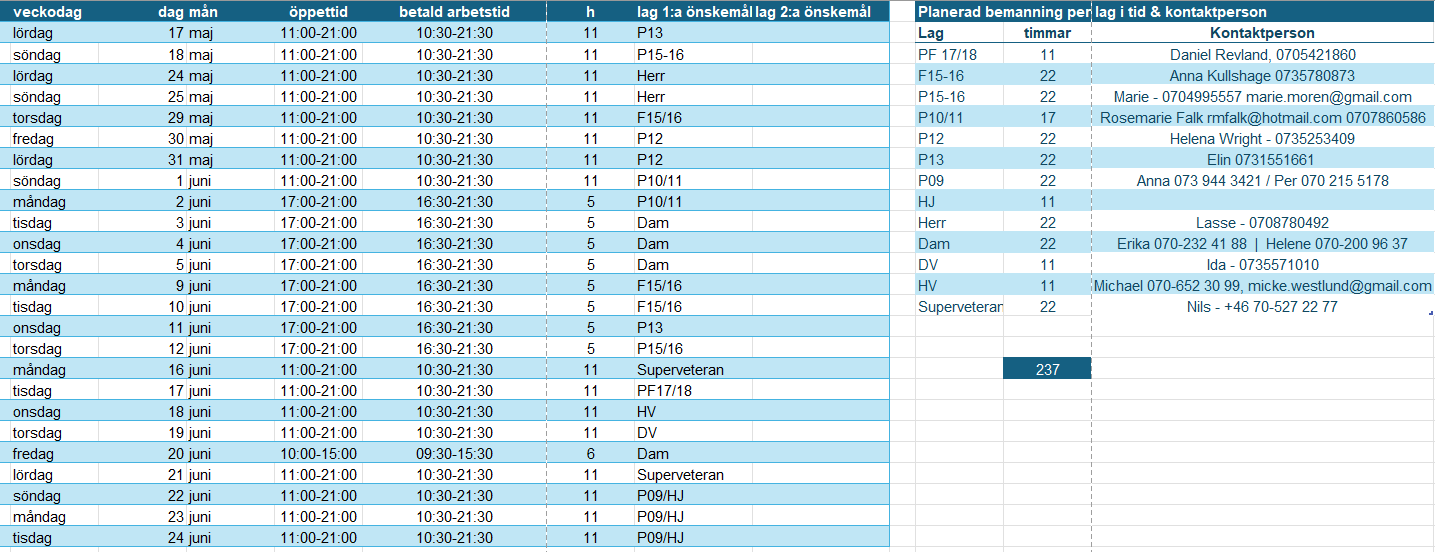 veckodag dag mån öppettid betald arbetstid h lag 1:a önskemål lag 2:a önskemål
lördag 17 maj 11:00-21:00 10:30-21:30 11 P13
söndag 18 maj 11:00-21:00 10:30-21:30 11 P15-16
lördag 24 maj 11:00-21:00 10:30-21:30 11 Herr
söndag 25 maj 11:00-21:00 10:30-21:30 11 Herr
torsdag 29 maj 11:00-21:00 10:30-21:30 11 F15/16
fredag 30 maj 11:00-21:00 10:30-21:30 11 P12
lördag 31 maj 11:00-21:00 10:30-21:30 11 P12
söndag 1 juni 11:00-21:00 10:30-21:30 11 P10/11
måndag 2 juni 17:00-21:00 16:30-21:30 5 P10/11
tisdag 3 juni 17:00-21:00 16:30-21:30 5 Dam
onsdag 4 juni 17:00-21:00 16:30-21:30 5 Dam
torsdag 5 juni 17:00-21:00 16:30-21:30 5 Dam
måndag 9 juni 17:00-21:00 16:30-21:30 5 F15/16
tisdag 10 juni 17:00-21:00 16:30-21:30 5 F15/16
onsdag 11 juni 17:00-21:00 16:30-21:30 5 P13
torsdag 12 juni 17:00-21:00 16:30-21:30 5 P15/16
måndag 16 juni 11:00-21:00 10:30-21:30 11 Superveteran
tisdag 17 juni 11:00-21:00 10:30-21:30 11 PF17/18
onsdag 18 juni 11:00-21:00 10:30-21:30 11 HV
torsdag 19 juni 11:00-21:00 10:30-21:30 11 DV
fredag 20 juni 10:00-15:00 09:30-15:30 6 Dam
lördag 21 juni 11:00-21:00 10:30-21:30 11 Superveteran
söndag 22 juni 11:00-21:00 10:30-21:30 11 P09/HJ
måndag 23 juni 11:00-21:00 10:30-21:30 11 P09/HJ
tisdag 24 juni 11:00-21:00 10:30-21:30 11 P09/HJ
Planerad bemanning per lag i tid & kontaktperson
Lag timmar Kontaktperson
PF 17/18 11 Daniel Revland, 0705421860
F15-16 22 Anna Kullshage 0735780873
P15-16 22 Marie - 0704995557 marie.moren@gmail.com
P10/11 17 Rosemarie Falk rmfalk@hotmail.com 0707860586
P12 22 Helena Wright - 0735253409
P13 22 Elin 0731551661
P09 22 Anna 073 944 3421 / Per 070 215 5178
HJ 11
Herr 22 Lasse - 0708780492
Dam 22 Erika 070-232 41 88 | Helene 070-200 96 37
DV 11 Ida - 0735571010
HV 11 Michael 070-652 30 99, micke.westlund@gmail.com
Superveteran 22 Nils - +46 70-527 22 77
237